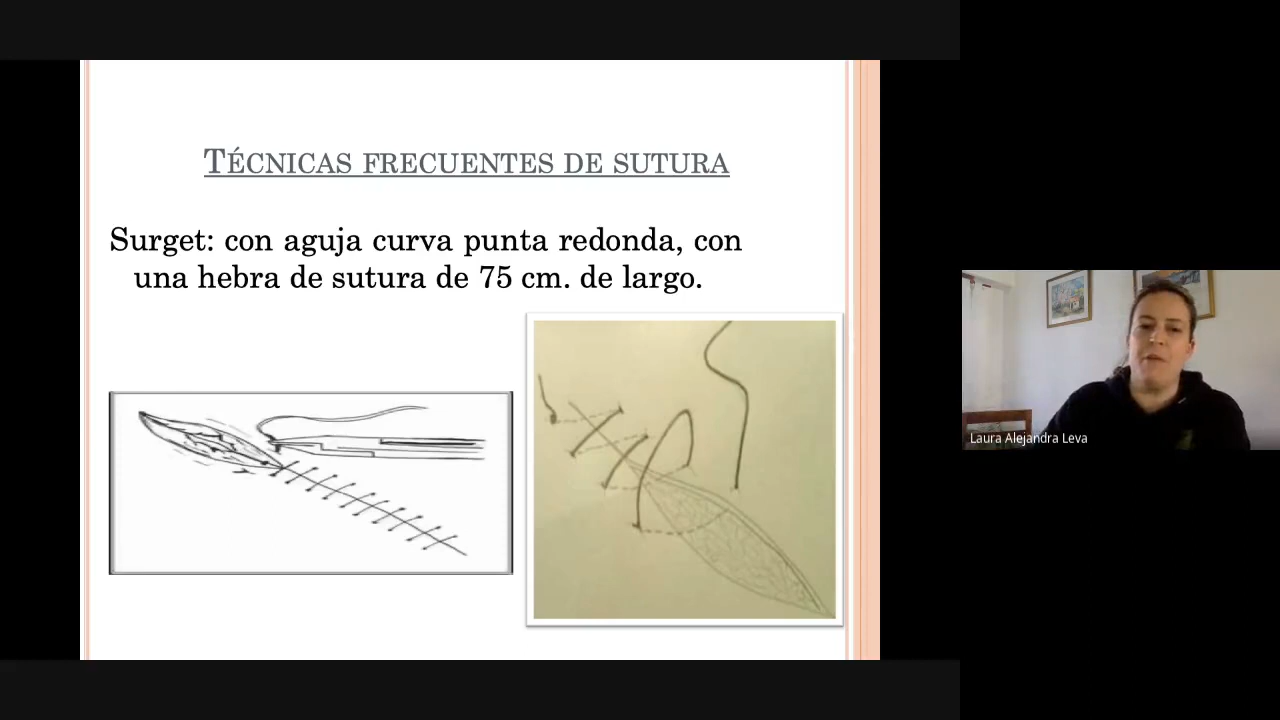 TÉCNICAS FRECUENTES DE SUTURA
Surget: con aguja curva punta redonda, con
una hebra de sutura de 75 cm. de largo.
Laura Alejandra Leva